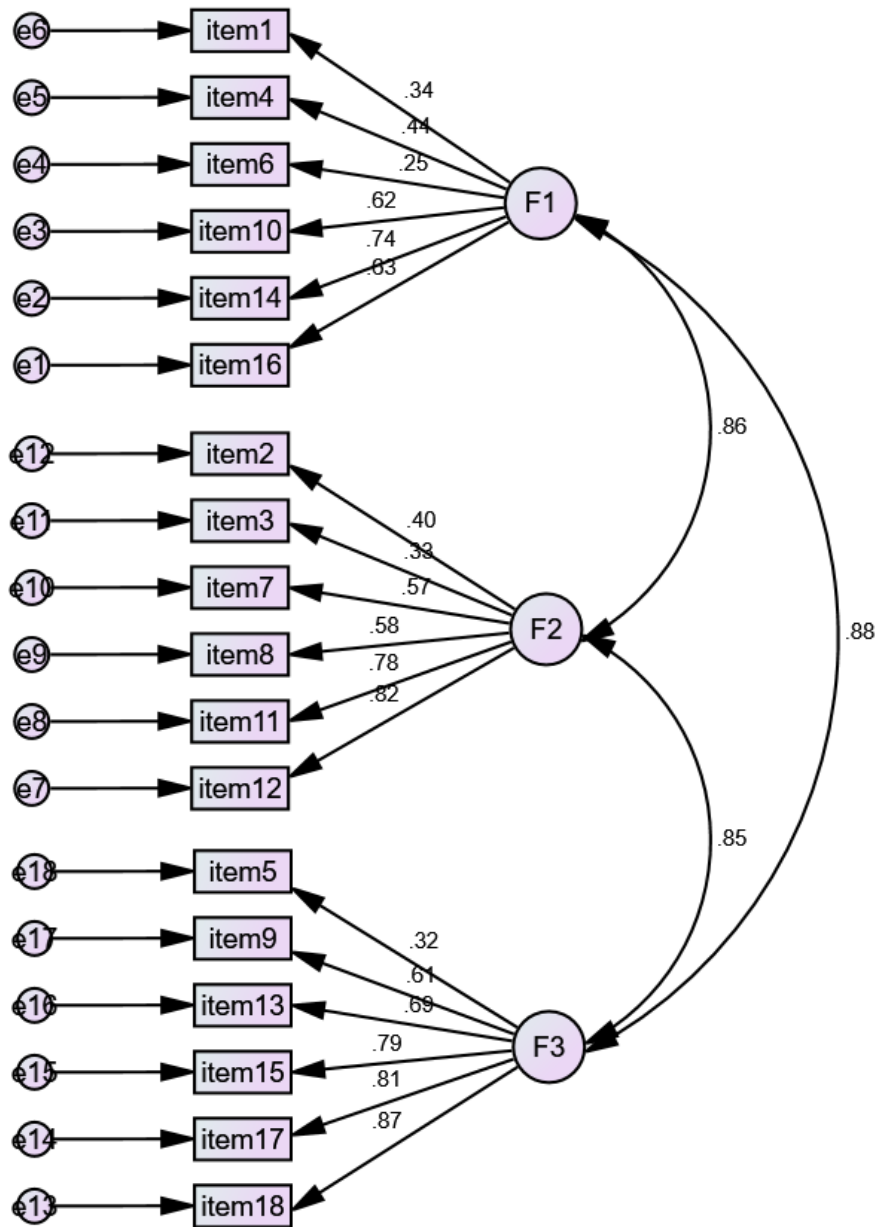 e6 item1
.34
e5 item4
.44
e4 item6
.25
.62
F1
e3 item10
.74
.63
e2 item14
e1 item16
.86
e12 item2
e11 item3
.40
.33
e10 item7
.57
.58
F2
.88
e9 item8
.78
.82
e8 item11
e7 item12
.85
e18 item5
e17 item9
.32
.61
e16 item13
.69
.79
F3
e15 item15
.81
.87
e14 item17
e13 item18